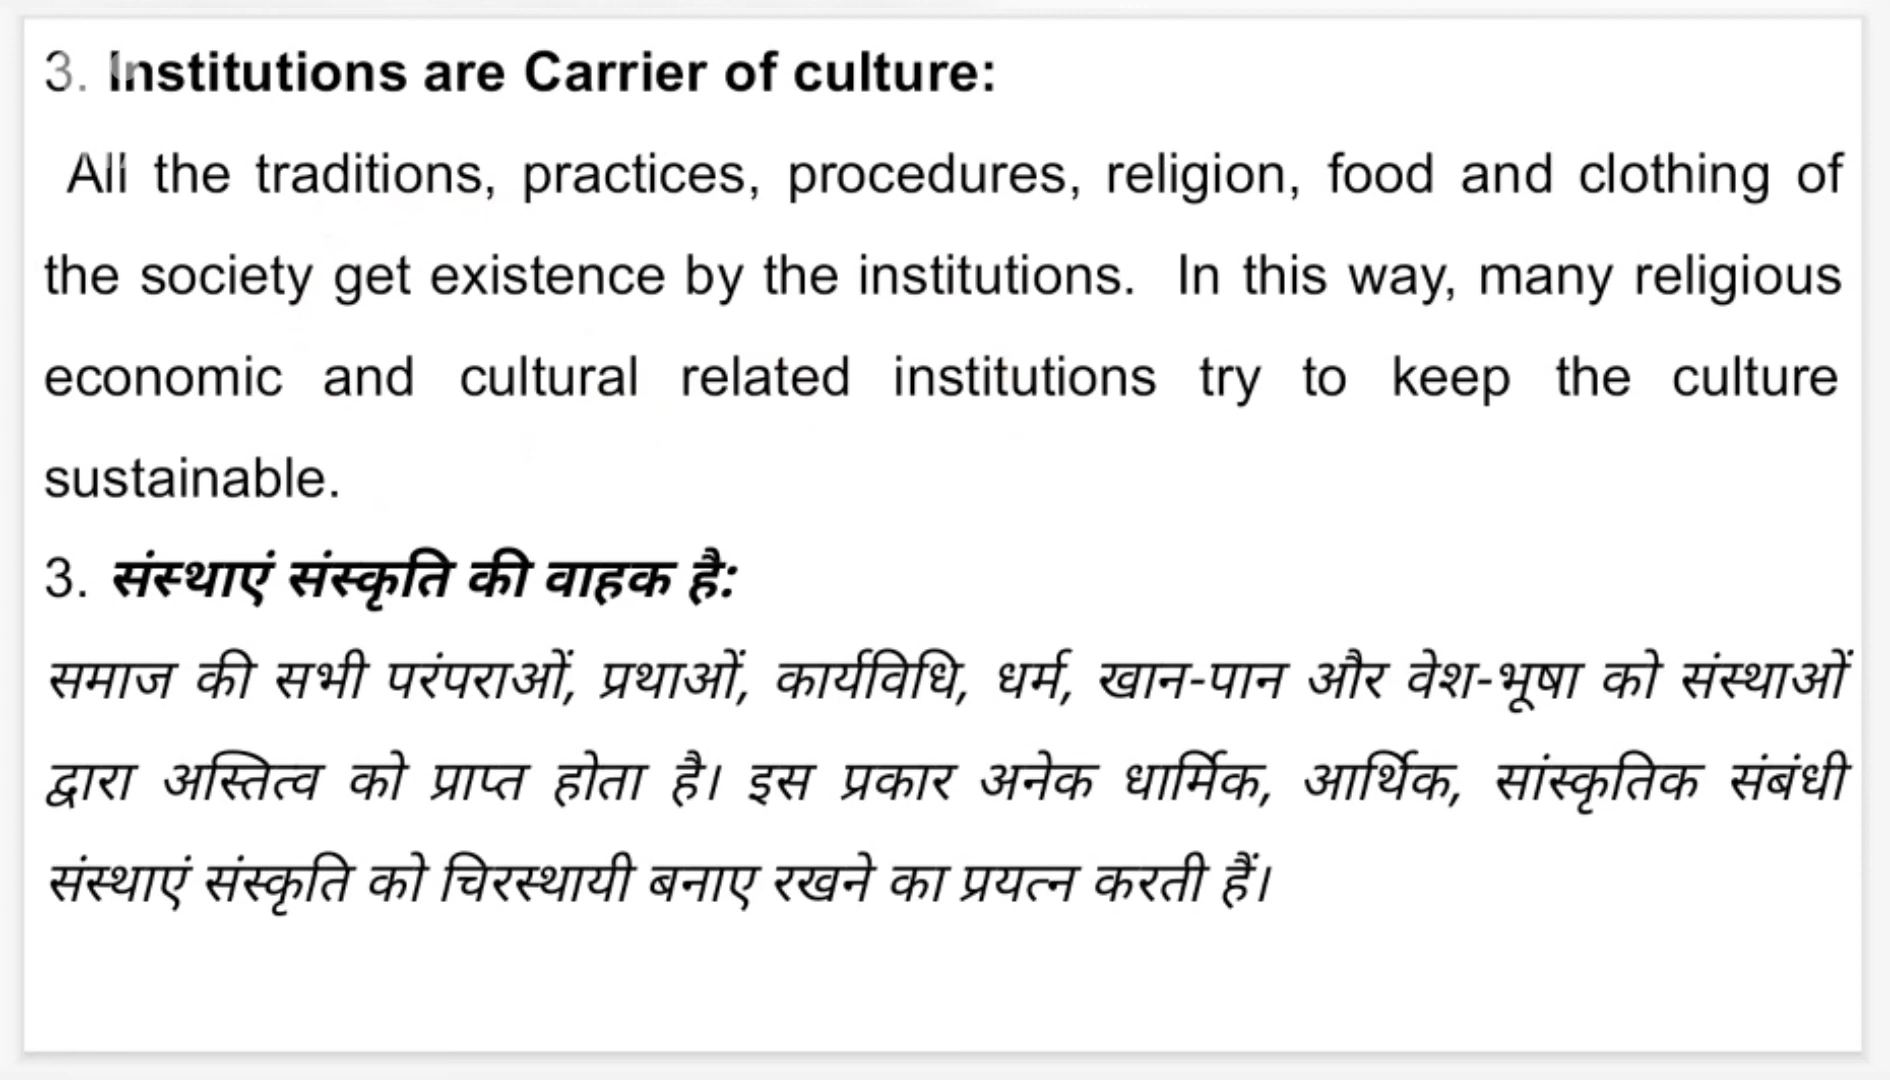 3. Institutions are Carrier of culture:
All the traditions, practices, procedures, religion, food and clothing of
the society get existence by the institutions. In this way, many religious
economic and cultural related institutions try to keep the culture
sustainable.
3. संस्थाएं संस्कृति की वाहक है:
समाज की सभी परंपराओं, प्रथाओं, कार्यविधि, धर्म, खान-पान और वेश-भूषा को संस्थाओं
द्वारा अस्तित्व को प्राप्त होता है। इस प्रकार अनेक धार्मिक, आर्थिक, सांस्कृतिक संबंधी
संस्थाएं संस्कृति को चिरस्थायी बनाए रखने का प्रयत्न करती हैं।